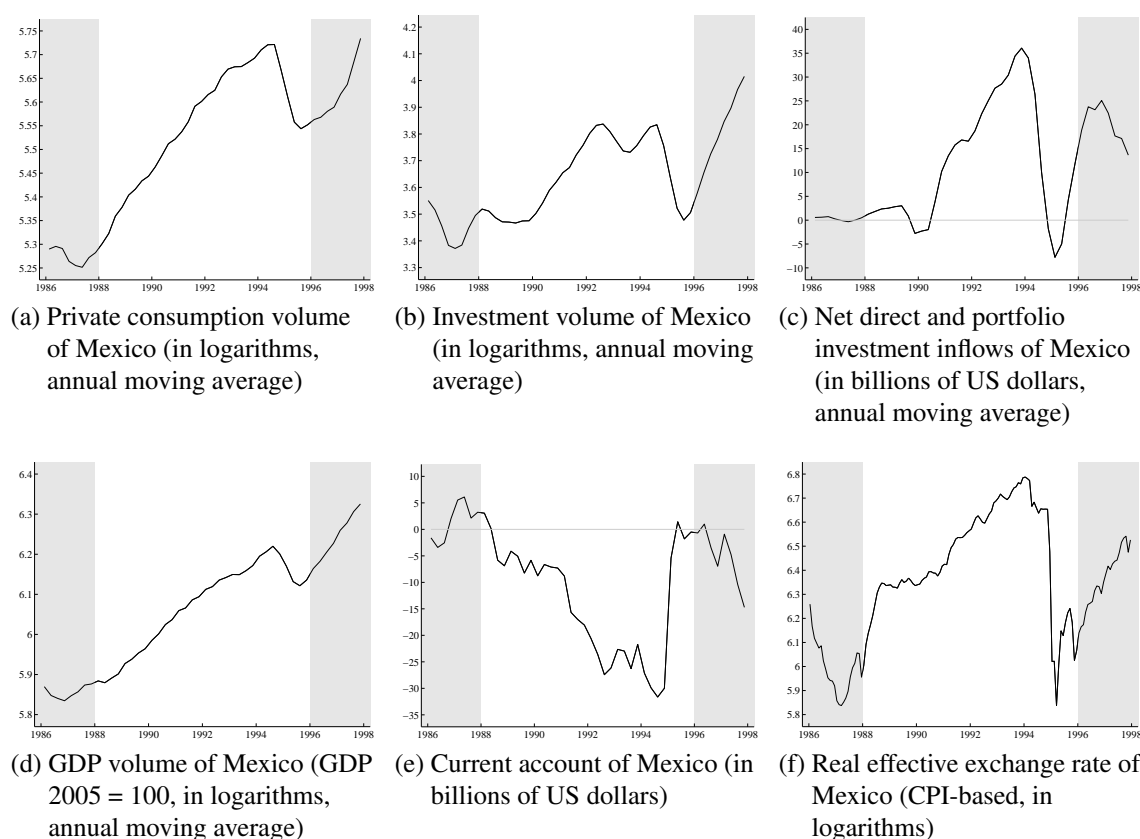 5.75
5.7
5.65
5.6
5.55
5.5
5.45
5.4
5.35
5.3
5.25
1986 1988 1990 1992 1994 1996 1998
4.2
4.1
4
3.9
3.8
3.7
3.6
3.5
3.4
3.3
1986 1988 1990 1992 1994 1996 1998
40
35
30
25
20
15
10
5
0
−5
−10
1986 1988 1990 1992 1994 1996 1998
(a) Private consumption volume
of Mexico (in logarithms,
annual moving average)
(b) Investment volume of Mexico
(in logarithms, annual moving
average)
(c) Net direct and portfolio
investment inflows of Mexico
(in billions of US dollars,
annual moving average)
6.4
6.3
6.2
6.1
6
5.9
5.8
1986 1988 1990 1992 1994 1996 1998
10
5
0
−5
−10
−15
−20
−25
−30
−35
1986 1988 1990 1992 1994 1996 1998
6.8
6.7
6.6
6.5
6.4
6.3
6.2
6.1
6
5.9
5.8
1986 1988 1990 1992 1994 1996 1998
(d) GDP volume of Mexico (GDP
2005 = 100, in logarithms,
annual moving average)
(e) Current account of Mexico (in
billions of US dollars)
(f) Real effective exchange rate of
Mexico (CPI-based, in
logarithms)